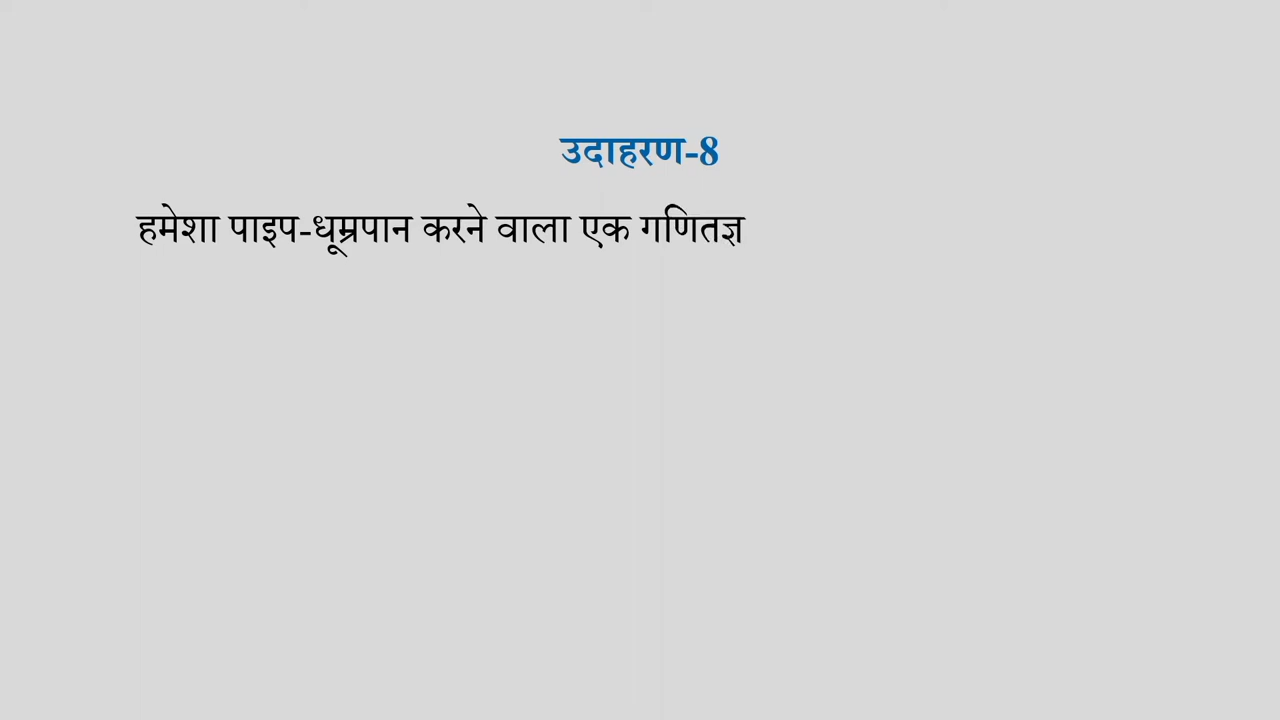 उदाहरण-8
हमेशा पाइप-धूम्रपान करने वाला एक गणितज्ञ